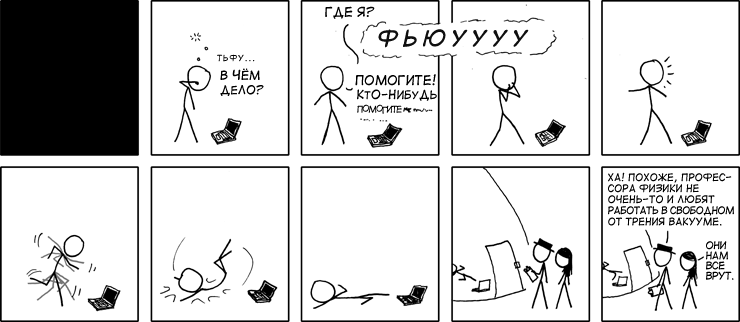 ТЬФУ...
В ЧЁМ
ДЕЛО?
ГДЕ Я?
ФЬЮУУУУ
ПОМОГИТЕ!
КТО-НИБУДЬ
ПОМОГИТЕ
ХА! ПОХОЖЕ, ПРОФЕС-
СОРА ФИЗИКИ НЕ
ОЧЕНЬ-ТО И ЛЮБЯТ
РАБОТАТЬ В СВОБОДНОМ
ОТ ТРЕНИЯ ВАКУУМЕ.
ОНИ
НАМ
ВСЕ
ВРУТ.